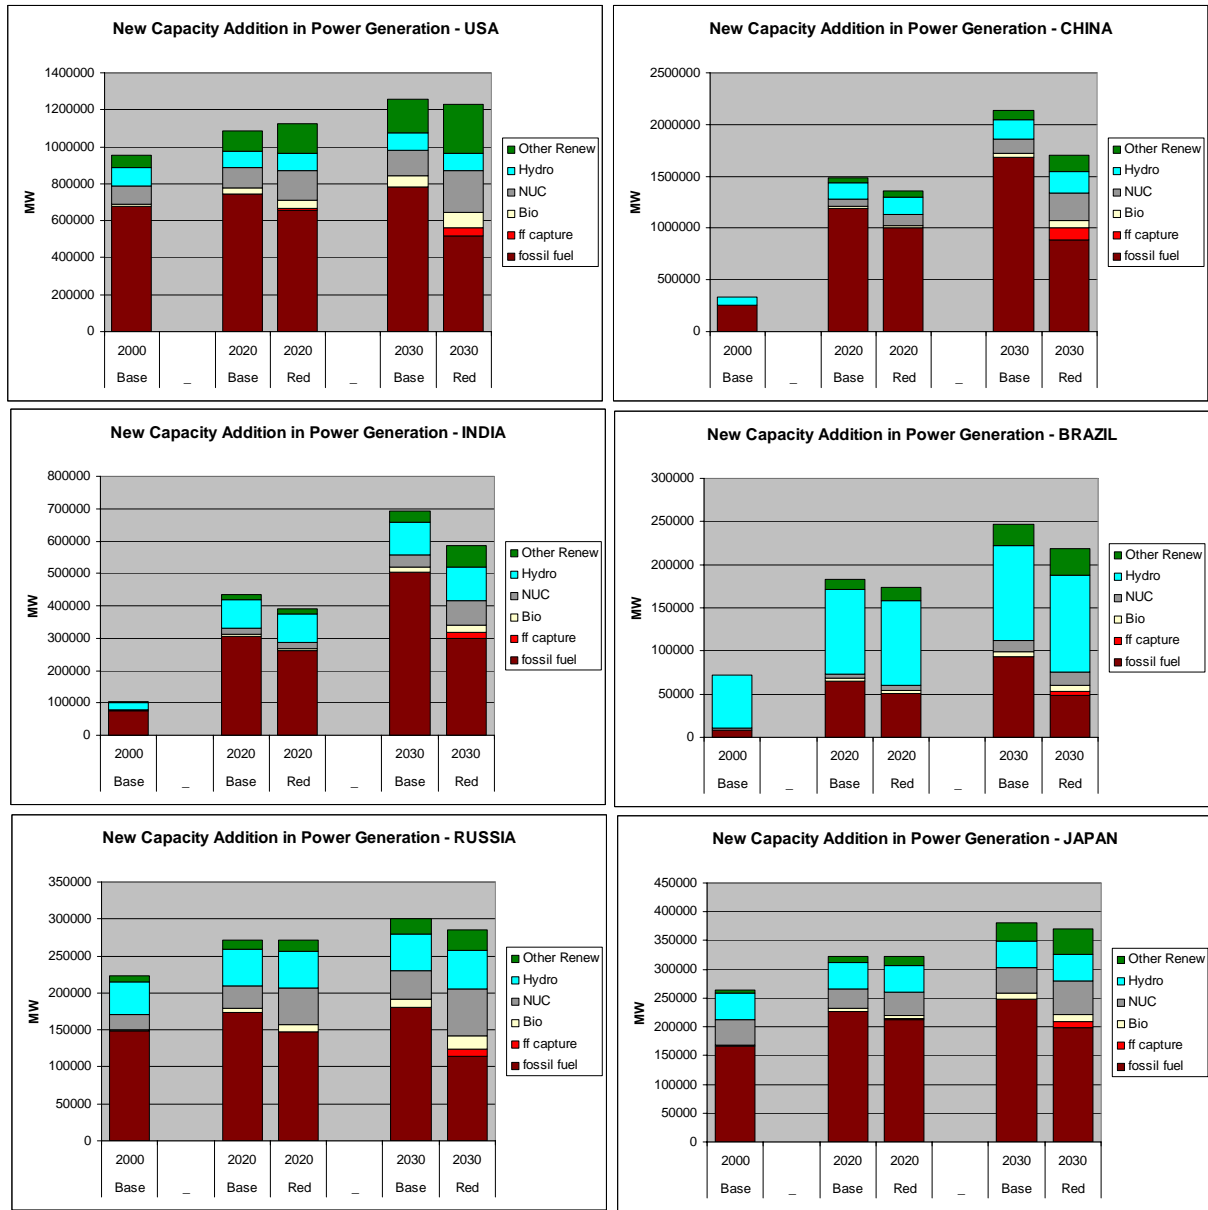 New Capacity Addition in Power Generation - USA
MW
1400000
1200000
1000000
800000
600000
400000
200000
0
2000 2020 2020 2030 2030
Base _ Base Red _ Base Red
Other Renew
Hydro
NUC
Bio
ff capture
fossil fuel
New Capacity Addition in Power Generation - CHINA
MW
2500000
2000000
1500000
1000000
500000
0
2000 2020 2020 2030 2030
Base _ Base Red _ Base Red
Other Renew
Hydro
NUC
Bio
ff capture
fossil fuel
New Capacity Addition in Power Generation - INDIA
MW
800000
700000
600000
500000
400000
300000
200000
100000
0
2000 2020 2020 2030 2030
Base _ Base Red _ Base Red
Other Renew
Hydro
NUC
Bio
ff capture
fossil fuel
New Capacity Addition in Power Generation - BRAZIL
MW
300000
250000
200000
150000
100000
50000
0
2000 2020 2020 2030 2030
Base _ Base Red _ Base Red
Other Renew
Hydro
NUC
Bio
ff capture
fossil fuel
New Capacity Addition in Power Generation - RUSSIA
MW
350000
300000
250000
200000
150000
100000
50000
0
2000 2020 2020 2030 2030
Base _ Base Red _ Base Red
Other Renew
Hydro
NUC
Bio
ff capture
fossil fuel
New Capacity Addition in Power Generation - JAPAN
MW
450000
400000
350000
300000
250000
200000
150000
100000
50000
0
2000 2020 2020 2030 2030
Base _ Base Red _ Base Red
Other Renew
Hydro
NUC
Bio
ff capture
fossil fuel